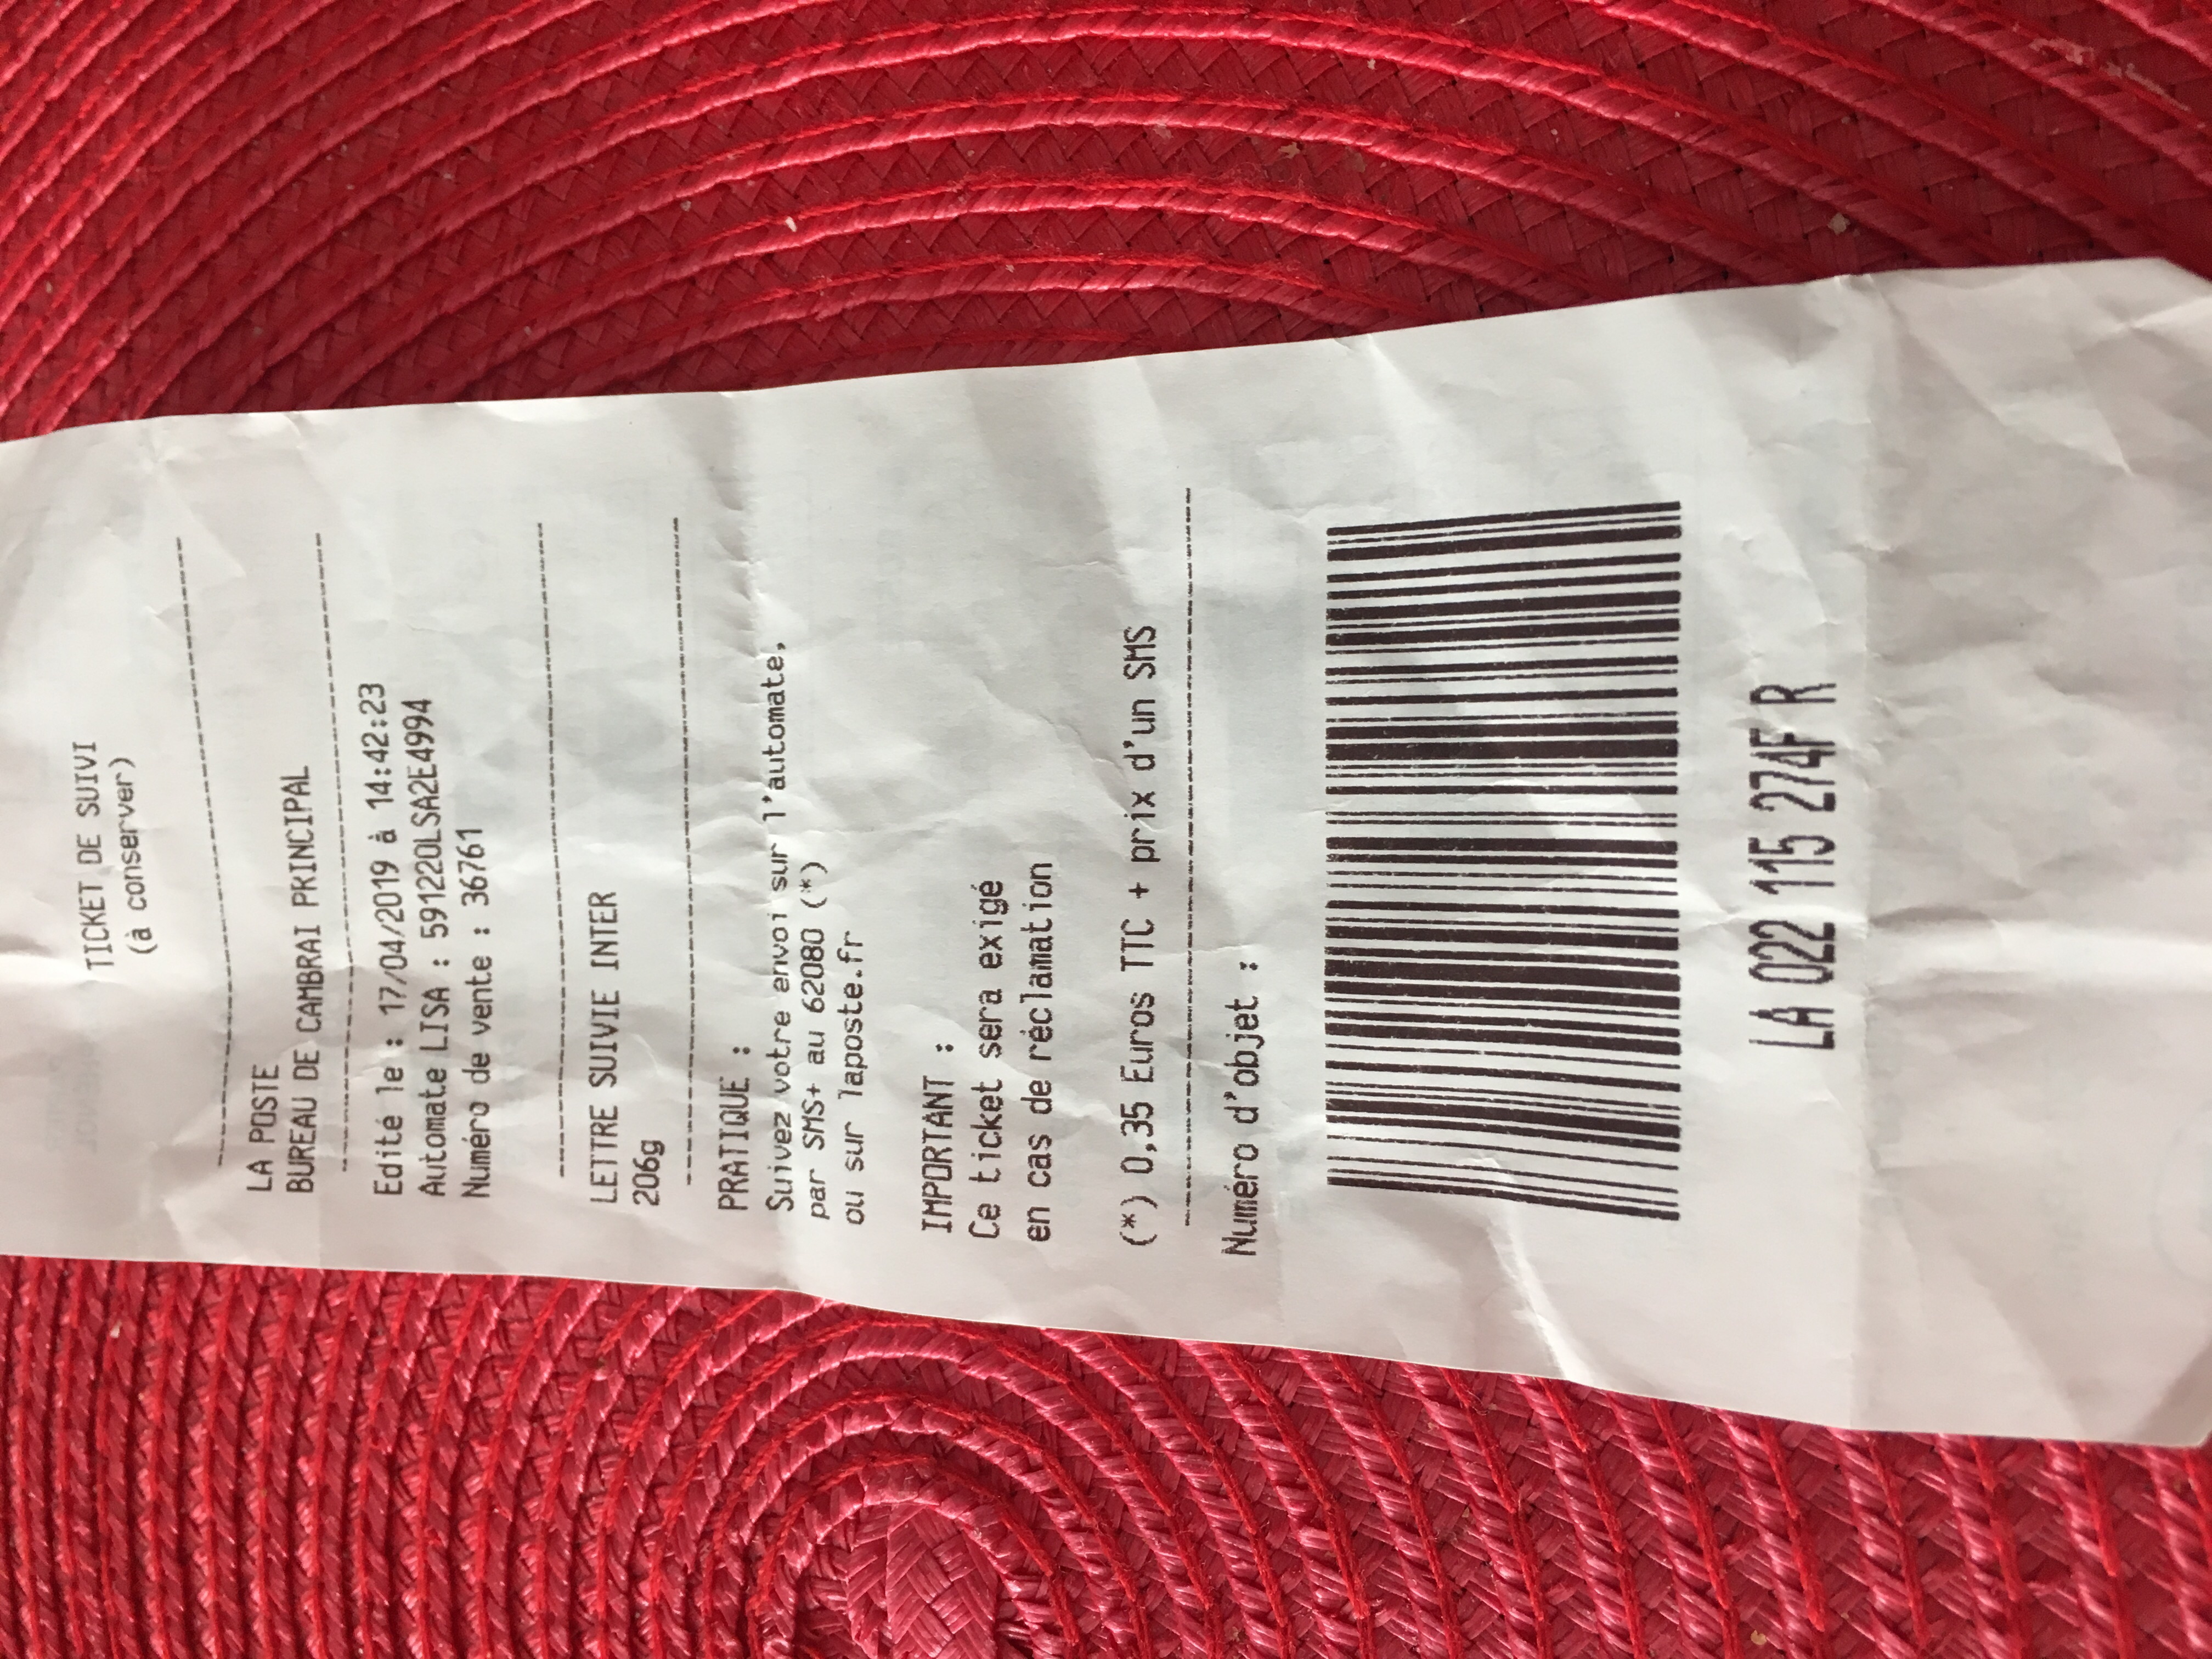 TICKET DE SUIVI
(à conserver)
LA POSTE
BUREAU DE CAMBRAI PRINCIPAL
Edité le : 17/04/2019 à 14:42:23
Automate LISA : 591220LSA2E4994
Numéro de vente : 36761
LETTRE SUIVIE INTER
206g
PRATIQUE :
Suivez votre envoi sur l'automate,
par SMS+ au 62080 (*)
ou sur laposte.fr
IMPORTANT :
Ce ticket sera exigé
en cas de réclamation
(*) 0,35 Euros TTC + prix d'un SMS
Numéro d'objet :
LA 022 115 274F R